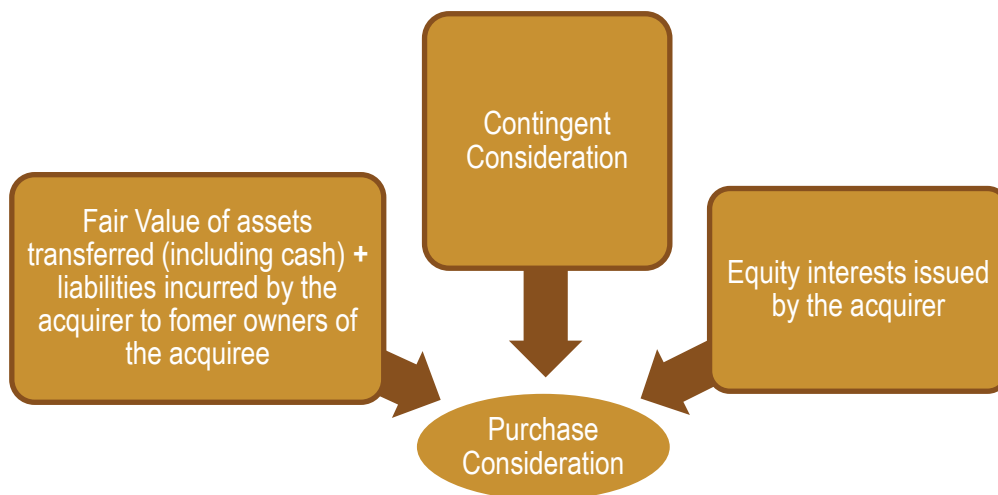 Contingent
Consideration
Fair Value of assets
transferred (including cash) +
liabilities incurred by the
acquirer to fomer owners of
the acquiree
Equity interests issued
by the acquirer
Purchase
Consideration